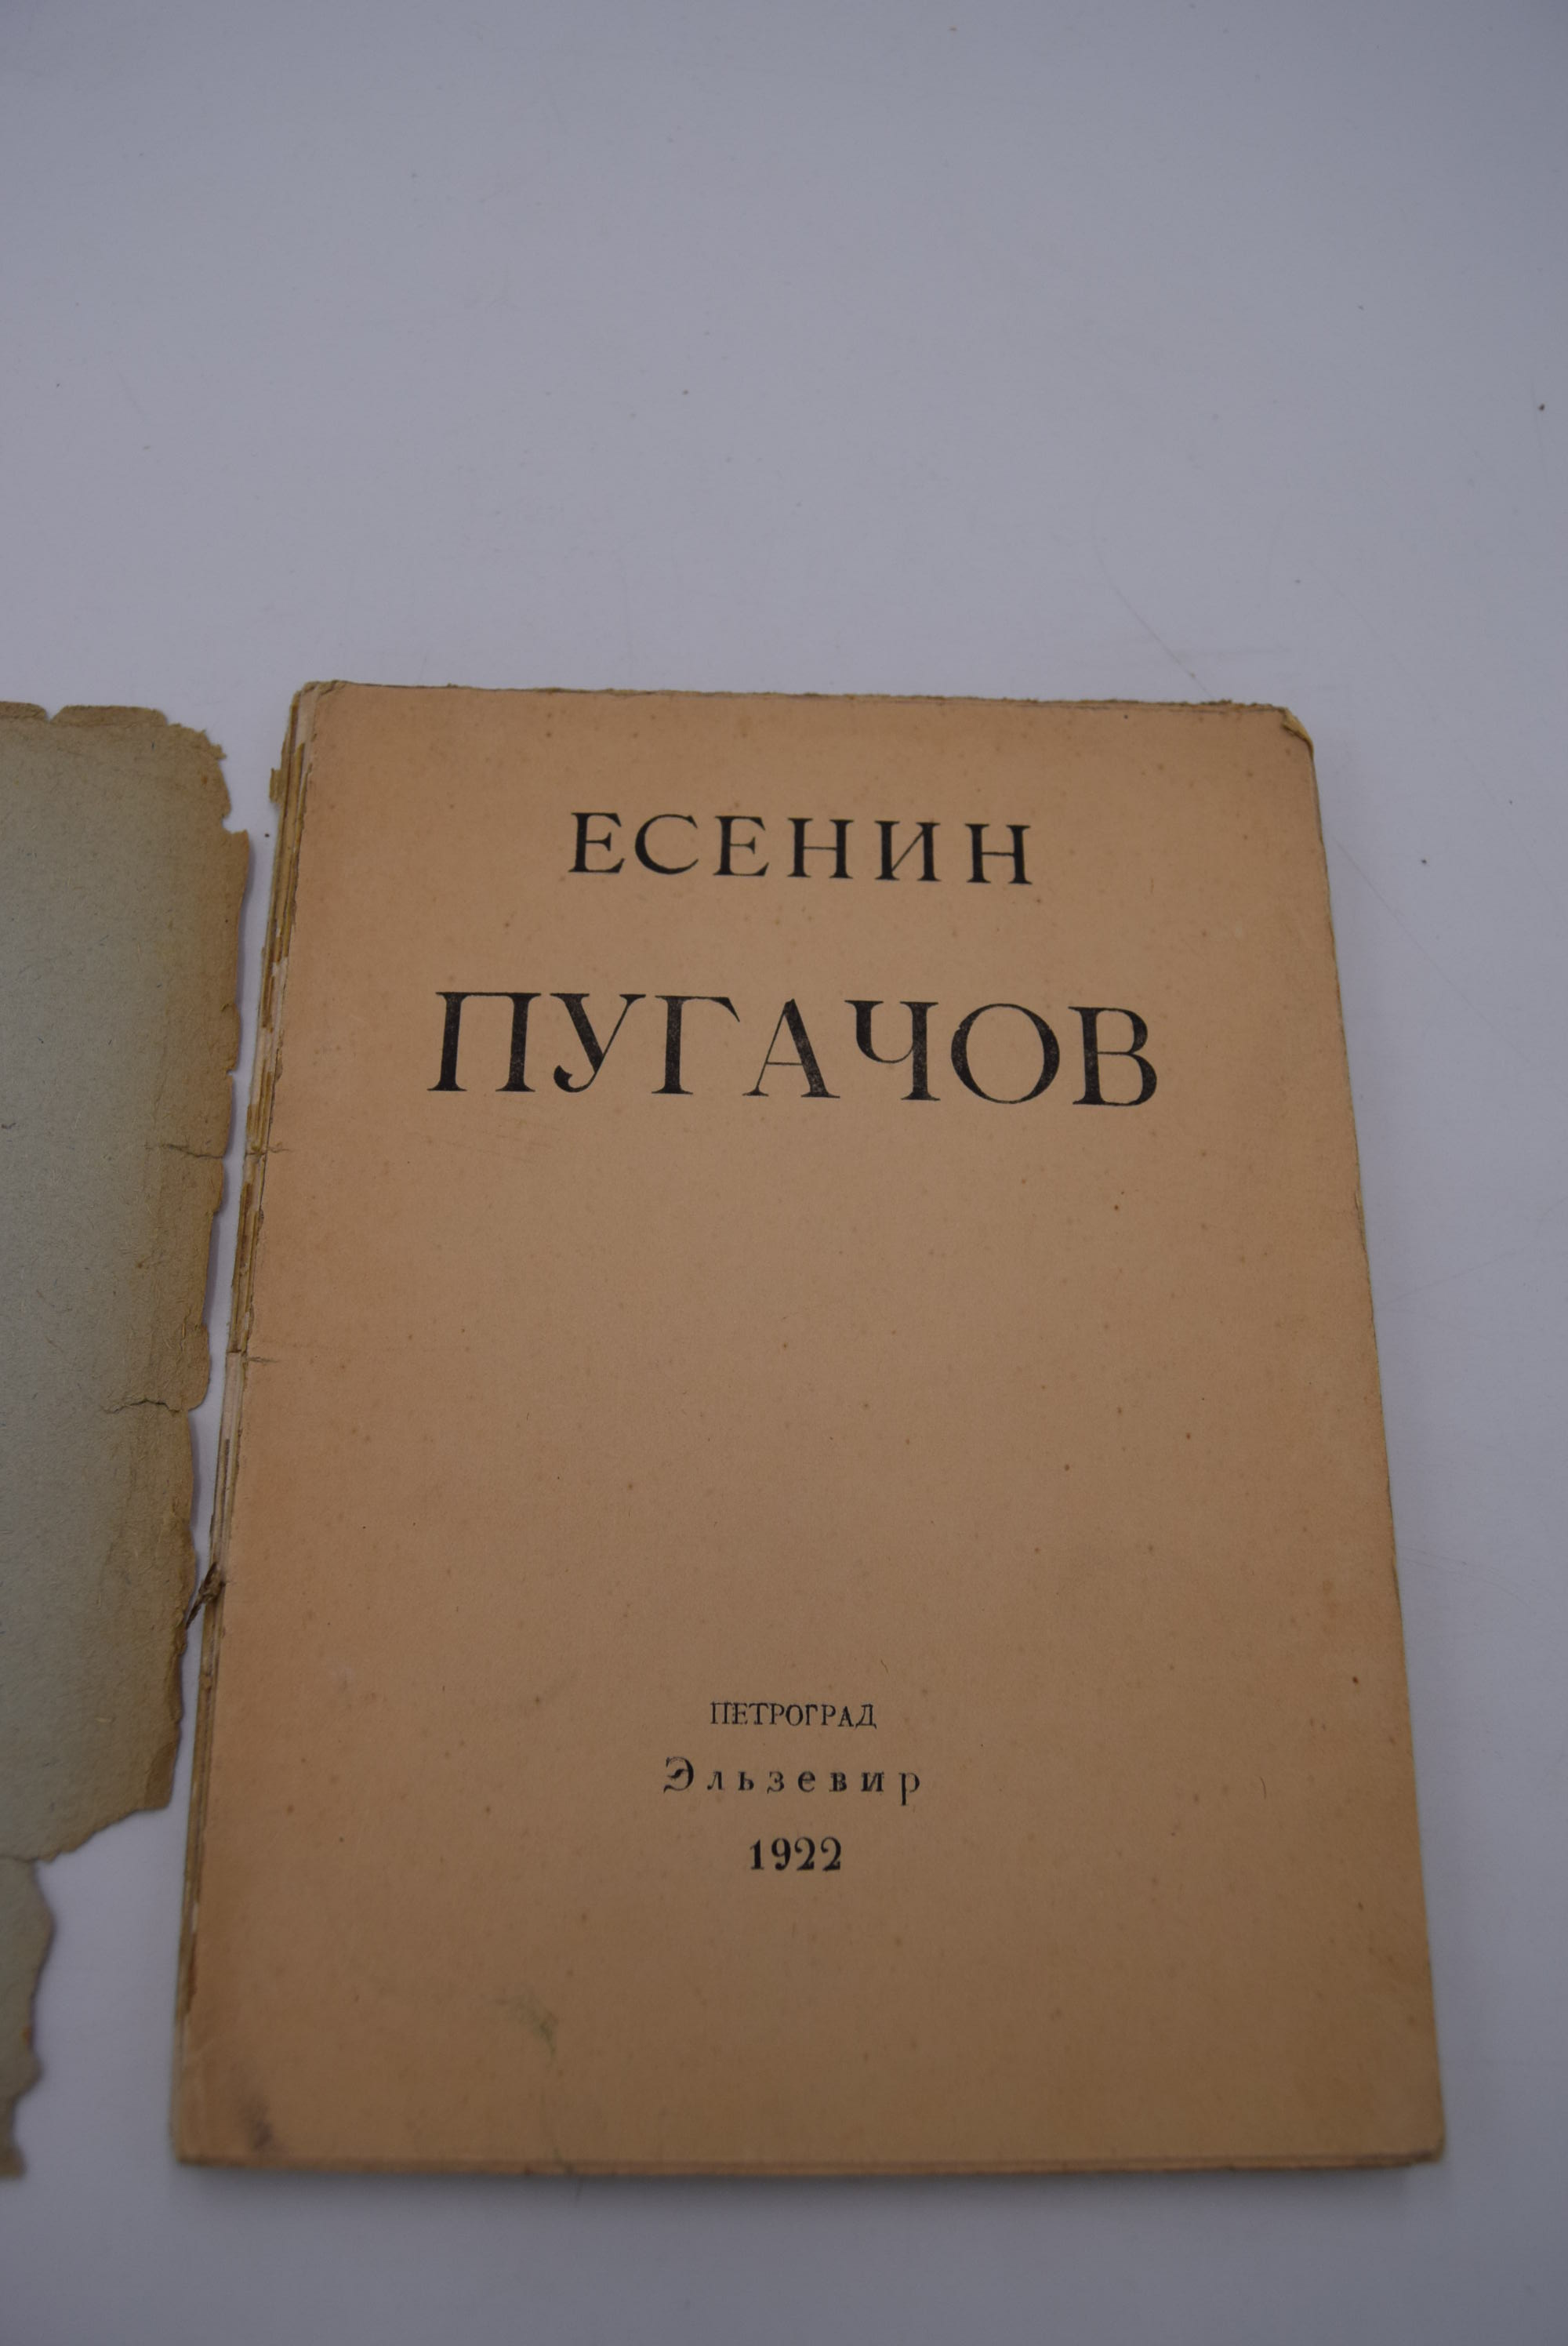 ЕСЕНИН
ПУГАЧОВ
ПЕТРОГРАД
Эльзевир
1922